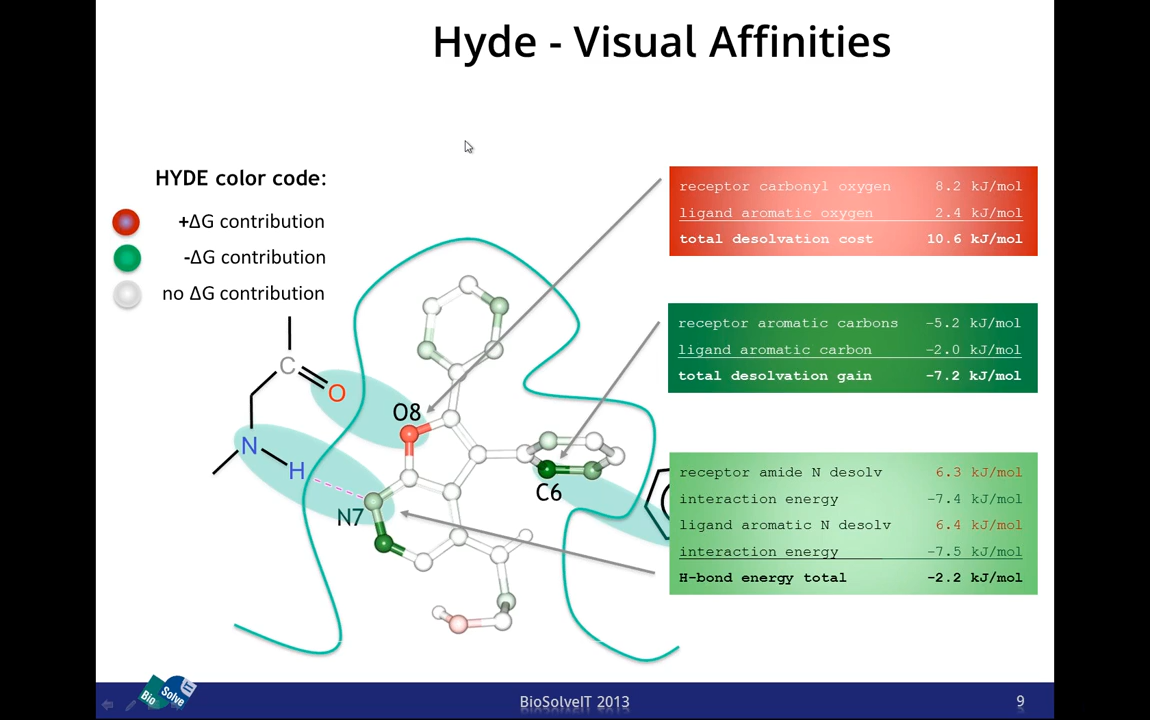 Hyde - Visual Affinities
HYDE color code:
+ΔG contribution
-ΔG contribution
no ΔG contribution
receptor carbonyl oxygen 8.2 kJ/mol
ligand aromatic oxygen 2.4 kJ/mol
total desolvation cost 10.6 kJ/mol
receptor aromatic carbons -5.2 kJ/mol
ligand aromatic carbon -2.0 kJ/mol
total desolvation gain -7.2 kJ/mol
C
O
O8
N
H
C6
N7
receptor amide N desolv 6.3 kJ/mol
interaction energy -7.4 kJ/mol
ligand aromatic N desolv 6.4 kJ/mol
interaction energy -7.5 kJ/mol
H-bond energy total -2.2 kJ/mol
Bio Solve
BioSolveIT 2013
9